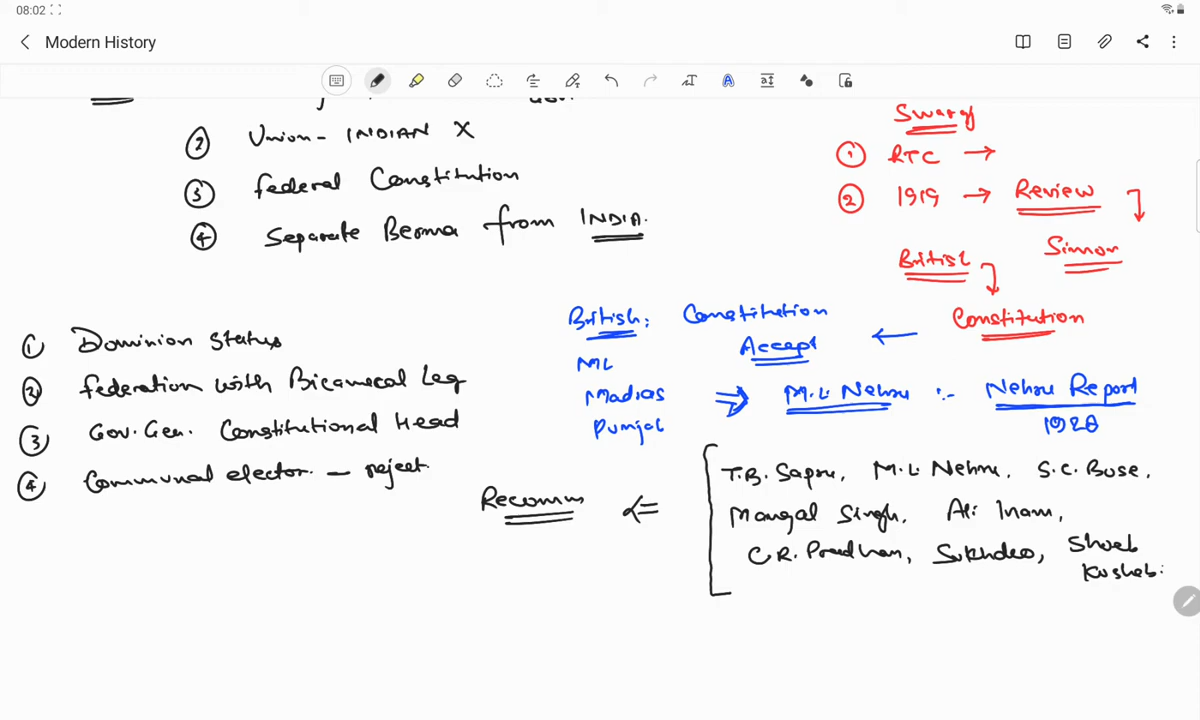 08:02
Modern History
② Union - INDIAN X
③ Federal Constitution
④ Separate Berma from INDIA.
Swaraj
① RTC →
② 1919 → Review
Simon
British
Constitution
British: Constitution
Accept ←
ML
Madras
Punjab
⇒ M.L. Nehru :- Nehru Report
1928
① Dominion Status
② Federation with Bicameral Leg
③ Gov. Gen. Constitutional Head
④ Communal elector. - reject.
Recomm
T.B. Sapru, M.L Nehru, S.C. Bose,
Mangal Singh, Ali Inam,
C.R. Pradhan, Sukhdeo, Shoeb